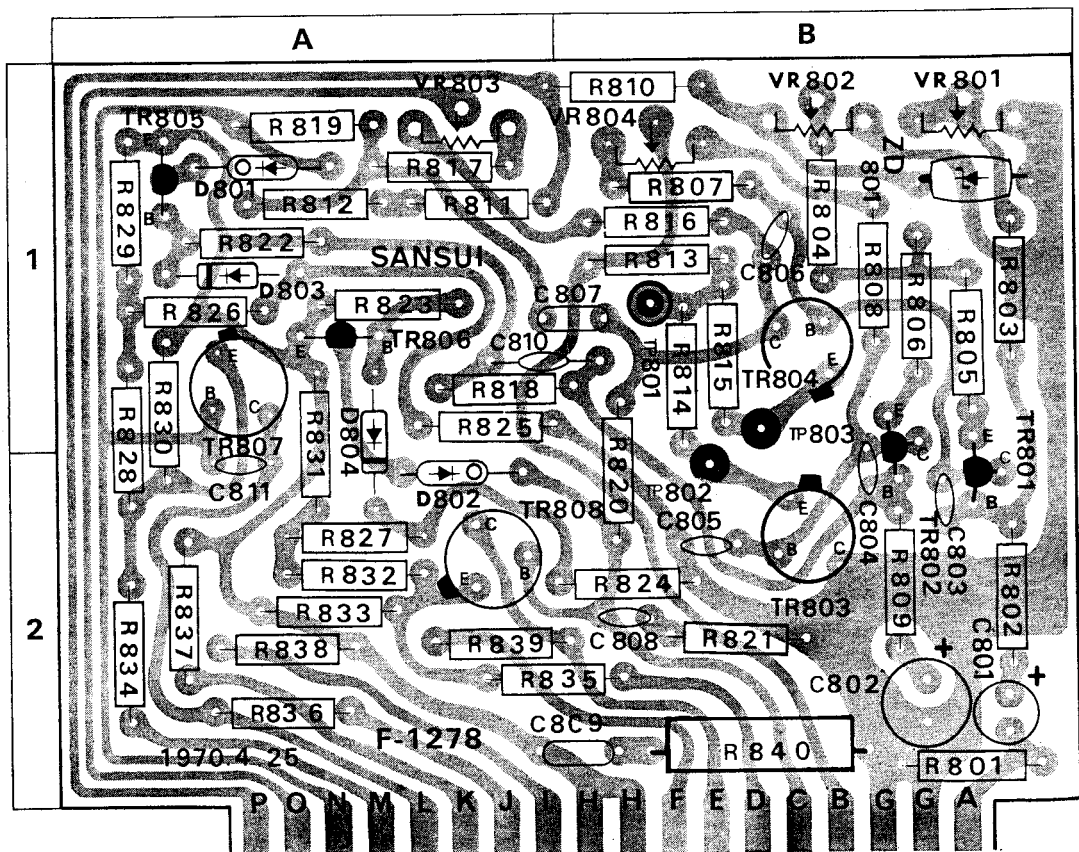 A B
1
2
VR803 R810 VR802 VR801
TR805 R819 VR804 ZD
801
E
R817
D801 R807
R829 B R812 R811 R804
R816
R822 SANSUI R813 C806
R808 R806 R803
D803 R823 C807
R826 TR806 C810 B
E E B C
E
R818 TP801 R814 R815 TR804 R805
B C
R830 R831 D804 R825 TP803 E
C
E
TR801
C
R828 TR807
C811 D802 R820 TP802 B B
C TR808 C805 E C804 TR802 C803
R827 B B C R809 R802
R832 E R824
R833 TR803
R837 R834 R838 R839 C808 R821 C801
R835 C802 + +
R836
F-1278 C8C9 R840 R801
1970.4 25
P O N M L K J I H H F E D C B G G A